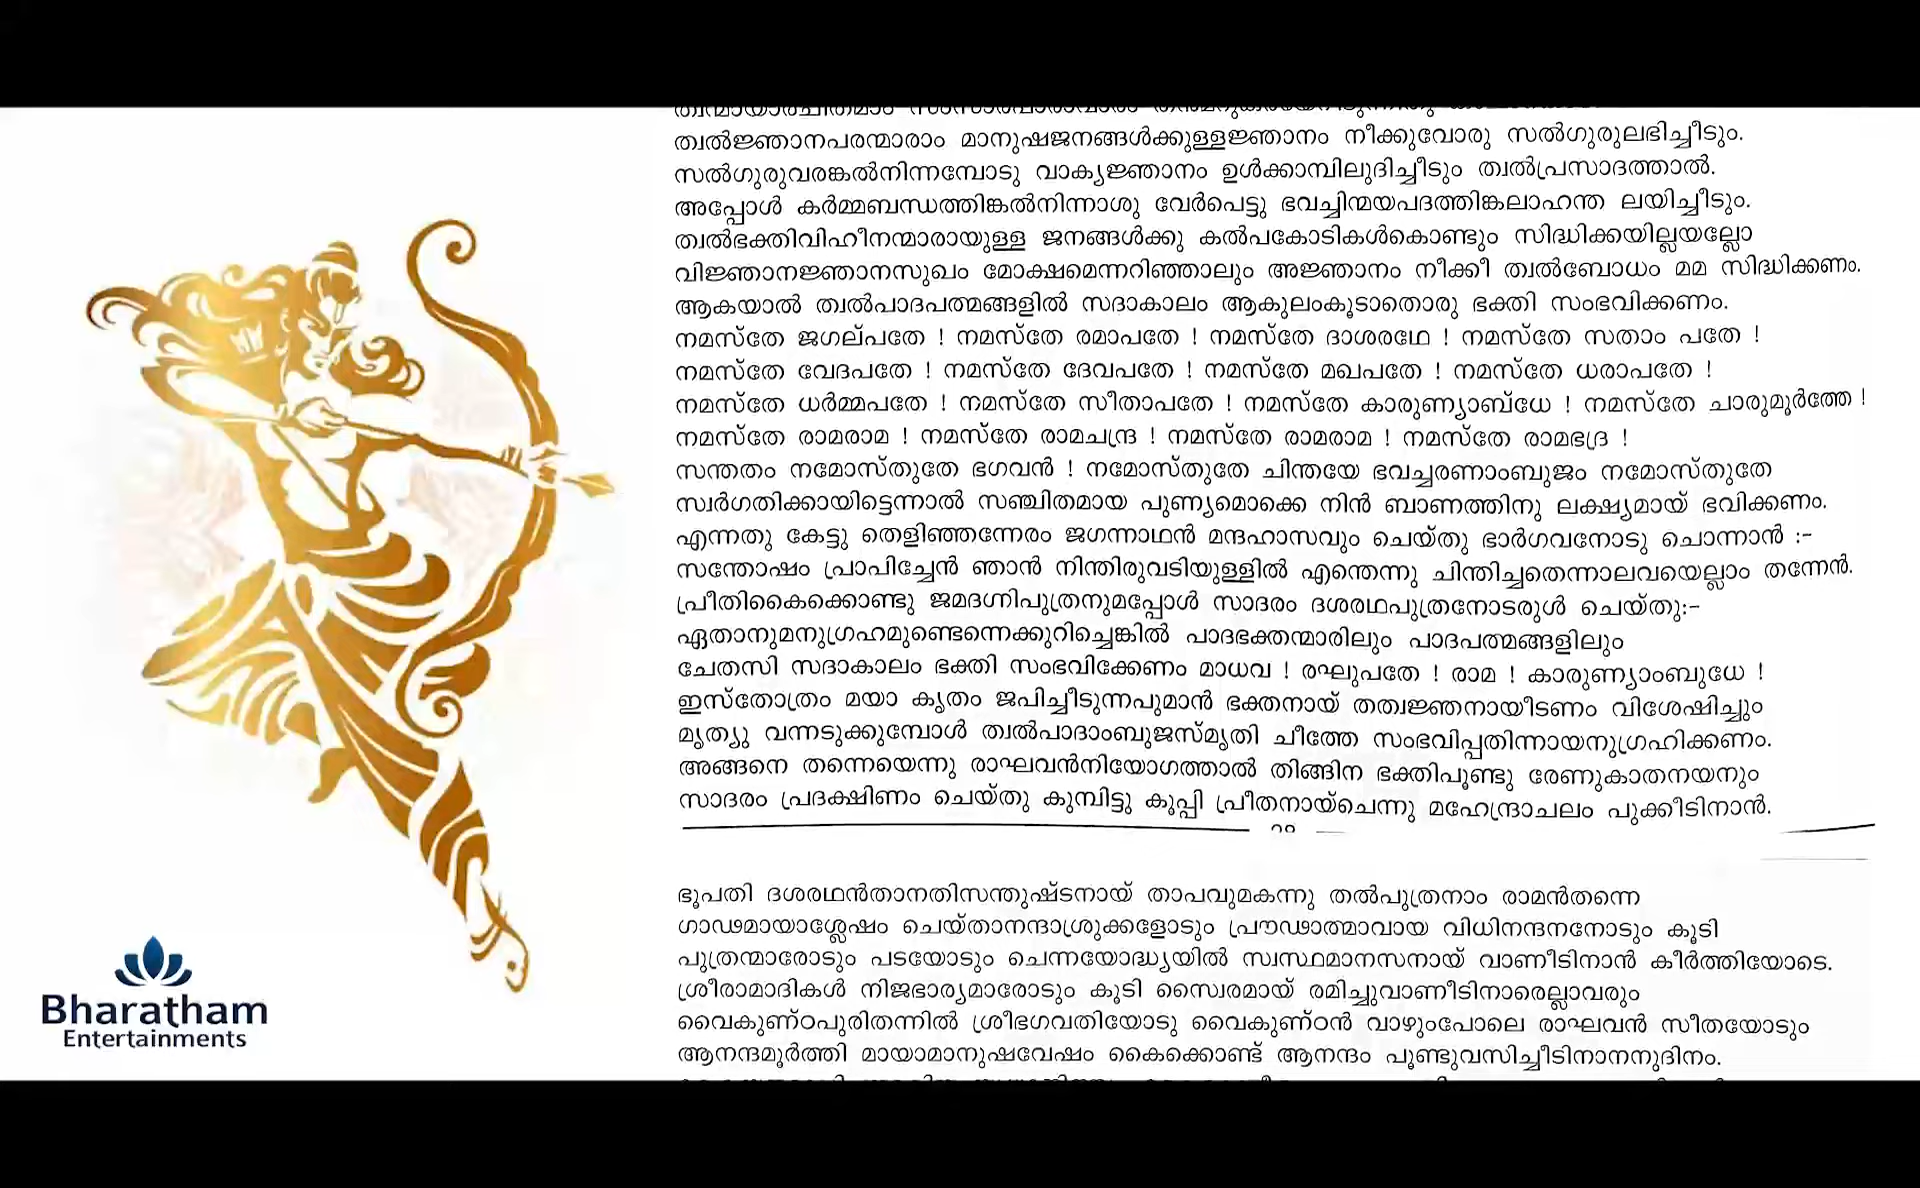 ത്വൽജ്ഞാനപരന്മാരാം മാനുഷജനങ്ങൾക്കുള്ളജ്ഞാനം നീക്കുവോരു സൽഗുരുലഭിച്ചീടും.
സൽഗുരുവരങ്കൽനിന്നമ്പോടു വാക്യജ്ഞാനം ഉൾക്കാമ്പിലുദിച്ചീടും ത്വൽപ്രസാദത്താൽ.
അപ്പോൾ കർമ്മബന്ധത്തിങ്കൽനിന്നാശു വേർപെട്ടു ഭവച്ചിന്മയപദത്തിങ്കലാഹന്ത ലയിച്ചീടും.
ത്വൽഭക്തിവിഹീനന്മാരായുള്ള ജനങ്ങൾക്കു കൽപകോടികൾകൊണ്ടും സിദ്ധിക്കയില്ലയല്ലോ
വിജ്ഞാനജ്ഞാനസുഖം മോക്ഷമെന്നറിഞ്ഞാലും അജ്ഞാനം നീക്കീ ത്വൽബോധം മമ സിദ്ധിക്കണം.
ആകയാൽ ത്വൽപാദപത്മങ്ങളിൽ സദാകാലം ആകുലംകൂടാതൊരു ഭക്തി സംഭവിക്കണം.
നമസ്തേ ജഗല്പതേ ! നമസ്തേ രമാപതേ ! നമസ്തേ ദാശരഥേ ! നമസ്തേ സതാം പതേ !
നമസ്തേ വേദപതേ ! നമസ്തേ ദേവപതേ ! നമസ്തേ മഖപതേ ! നമസ്തേ ധരാപതേ !
നമസ്തേ ധർമ്മപതേ ! നമസ്തേ സീതാപതേ ! നമസ്തേ കാരുണ്യാബ്ധേ ! നമസ്തേ ചാരുമൂർത്തേ !
നമസ്തേ രാമരാമ ! നമസ്തേ രാമചന്ദ്ര ! നമസ്തേ രാമരാമ ! നമസ്തേ രാമഭദ്ര !
സന്തതം നമോസ്തുതേ ഭഗവൻ ! നമോസ്തുതേ ചിന്തയേ ഭവച്ചരണാംബുജം നമോസ്തുതേ
സ്വർഗതിക്കായിട്ടെന്നാൽ സഞ്ചിതമായ പുണ്യമൊക്കെ നിൻ ബാണത്തിനു ലക്ഷ്യമായ് ഭവിക്കണം.
എന്നതു കേട്ടു തെളിഞ്ഞന്നേരം ജഗന്നാഥൻ മന്ദഹാസവും ചെയ്തു ഭാർഗവനോടു ചൊന്നാൻ :-
സന്തോഷം പ്രാപിച്ചേൻ ഞാൻ നിന്തിരുവടിയുള്ളിൽ എന്തെന്നു ചിന്തിച്ചതെന്നാലവയെല്ലാം തന്നേൻ.
പ്രീതികൈക്കൊണ്ടു ജമദഗ്നിപുത്രനുമപ്പോൾ സാദരം ദശരഥപുത്രനോടരുൾ ചെയ്തു:-
ഏതാനുമനുഗ്രഹമുണ്ടെന്നെക്കുറിച്ചെങ്കിൽ പാദഭക്തന്മാരിലും പാദപത്മങ്ങളിലും
ചേതസി സദാകാലം ഭക്തി സംഭവിക്കേണം മാധവ ! രഘുപതേ ! രാമ ! കാരുണ്യാംബുധേ !
ഇസ്തോത്രം മയാ കൃതം ജപിച്ചീടുന്നപുമാൻ ഭക്തനായ് തത്വജ്ഞനായീടണം വിശേഷിച്ചും
മൃത്യു വന്നടുക്കുമ്പോൾ ത്വൽപാദാംബുജസ്മൃതി ചീത്തേ സംഭവിപ്പതിന്നായനുഗ്രഹിക്കണം.
അങ്ങനെ തന്നെയെന്നു രാഘവൻനിയോഗത്താൽ തിങ്ങിന ഭക്തിപൂണ്ടു രേണുകാതനയനും
സാദരം പ്രദക്ഷിണം ചെയ്തു കുമ്പിട്ടു കൂപ്പി പ്രീതനായ്ചെന്നു മഹേന്ദ്രാചലം പുക്കീടിനാൻ.
ഭൂപതി ദശരഥൻതാനതിസന്തുഷ്ടനായ് താപവുമകന്നു തൽപുത്രനാം രാമൻതന്നെ
ഗാഢമായാശ്ലേഷം ചെയ്താനന്ദാശ്രുക്കളോടും പ്രൗഢാത്മാവായ വിധിനന്ദനനോടും കൂടി
പുത്രന്മാരോടും പടയോടും ചെന്നയോദ്ധ്യയിൽ സ്വസ്ഥമാനസനായ് വാണീടിനാൻ കീർത്തിയോടെ.
ശ്രീരാമാദികൾ നിജഭാര്യമാരോടും കൂടി സ്വൈരമായ് രമിച്ചുവാണീടിനാരെല്ലാവരും
വൈകുണ്ഠപുരിതന്നിൽ ശ്രീഭഗവതിയോടു വൈകുണ്ഠൻ വാഴുംപോലെ രാഘവൻ സീതയോടും
ആനന്ദമൂർത്തി മായാമാനുഷവേഷം കൈക്കൊണ്ട് ആനന്ദം പൂണ്ടുവസിച്ചീടിനാനനുദിനം.
Bharatham
Entertainments